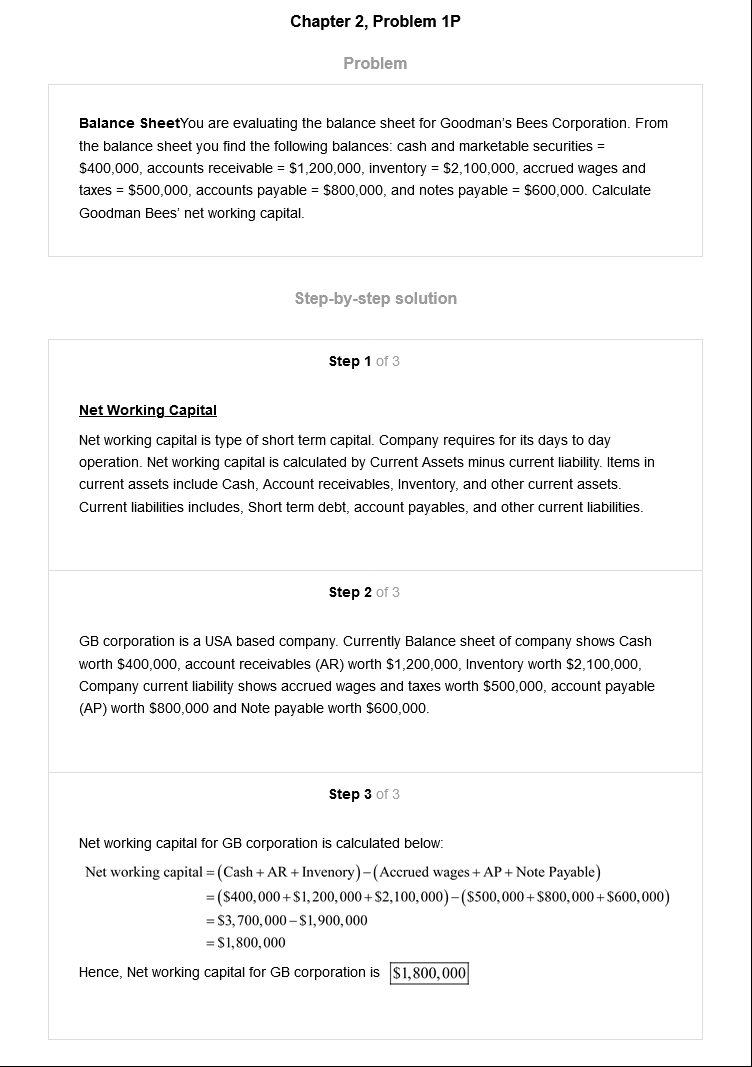 Chapter 2, Problem 1P
Problem
Balance SheetYou are evaluating the balance sheet for Goodman’s Bees Corporation. From
the balance sheet you find the following balances: cash and marketable securities =
$400,000, accounts receivable = $1,200,000, inventory = $2,100,000, accrued wages and
taxes = $500,000, accounts payable = $800,000, and notes payable = $600,000. Calculate
Goodman Bees’ net working capital.
Step-by-step solution
Step 1 of 3
Net Working Capital
Net working capital is type of short term capital. Company requires for its days to day
operation. Net working capital is calculated by Current Assets minus current liability. Items in
current assets include Cash, Account receivables, Inventory, and other current assets.
Current liabilities includes, Short term debt, account payables, and other current liabilities.
Step 2 of 3
GB corporation is a USA based company. Currently Balance sheet of company shows Cash
worth $400,000, account receivables (AR) worth $1,200,000, Inventory worth $2,100,000,
Company current liability shows accrued wages and taxes worth $500,000, account payable
(AP) worth $800,000 and Note payable worth $600,000.
Step 3 of 3
Net working capital for GB corporation is calculated below:
Net working capital = (Cash + AR + Invenory) − (Accrued wages + AP + Note Payable)
= ($400,000 + $1,200,000 + $2,100,000) − ($500,000 + $800,000 + $600,000)
= $3,700,000 − $1,900,000
= $1,800,000
Hence, Net working capital for GB corporation is $1,800,000